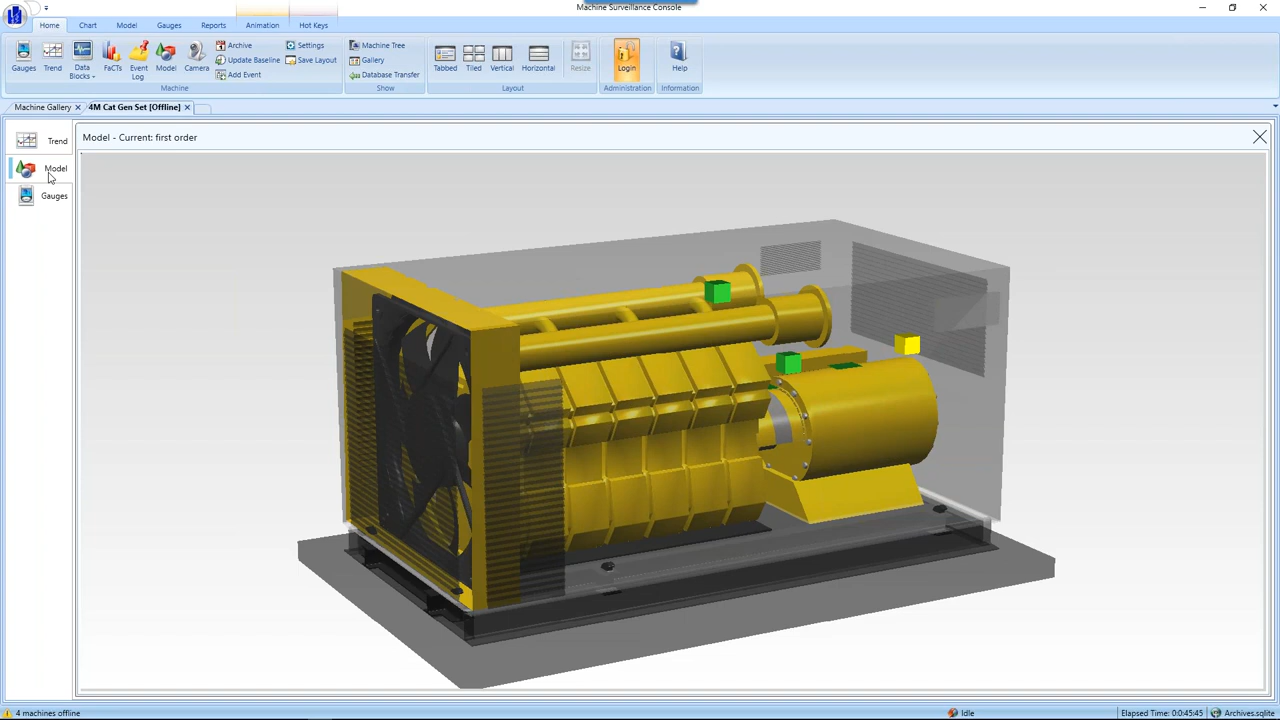 Machine Surveillance Console
Home Chart Model Gauges Reports Animation Hot Keys
Gauges Trend Data Blocks FaCTs Event Log Model Camera
Archive
Update Baseline
Add Event
Settings
Save Layout
Machine
Machine Tree
Gallery
Database Transfer
Show
Tabbed Tiled Vertical Horizontal Resize
Layout
Login
Administration
Help
Information
Machine Gallery 4M Cat Gen Set [Offline]
Trend
Model
Gauges
Model - Current: first order
4 machines offline Idle Elapsed Time: 0:45:45 Archives.sqlite